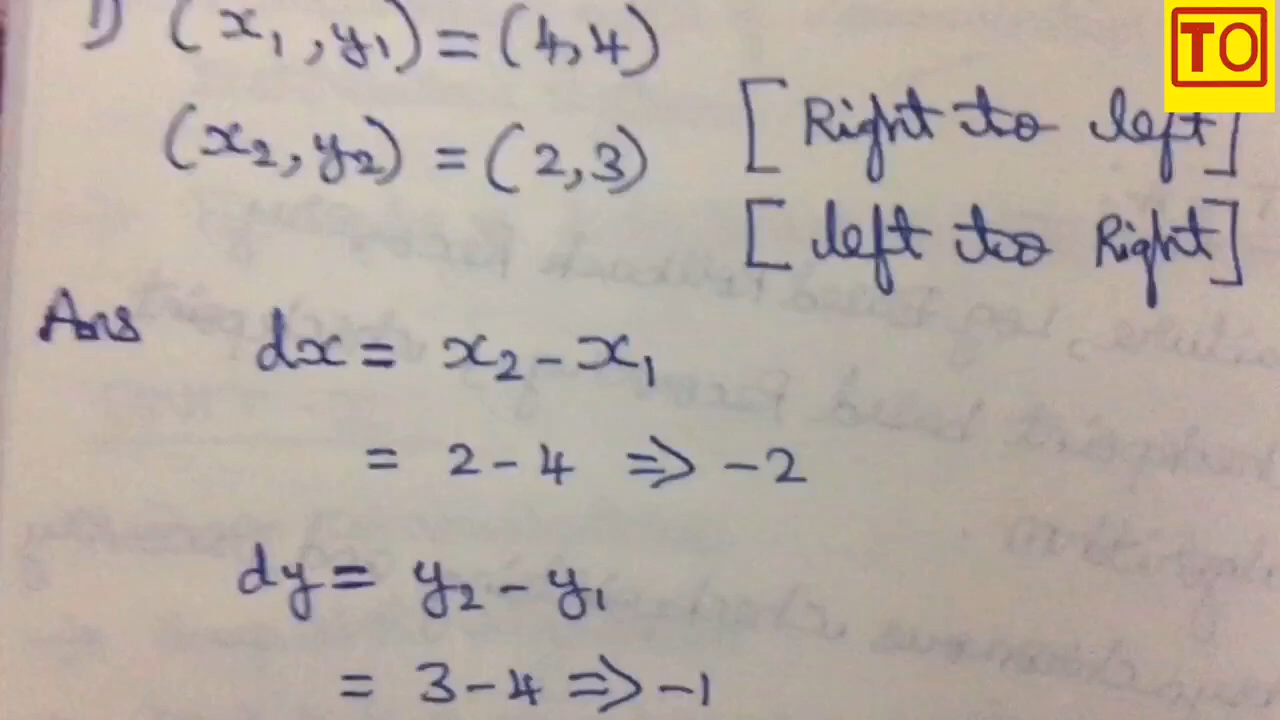 1) (x₁, y₁) = (4,4)
TO
(x₂, y₂) = (2,3) [Right to left]
[left to Right]
Ans dx = x₂ - x₁
= 2 - 4 => -2
dy = y₂ - y₁
= 3 - 4 => -1